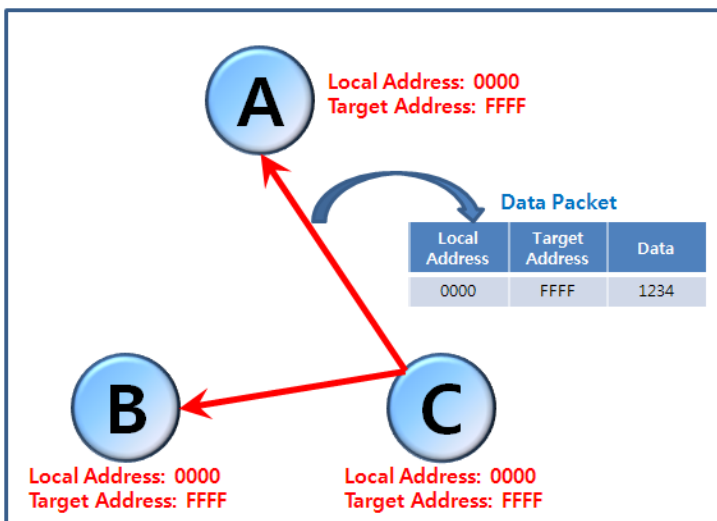 A
Local Address: 0000
Target Address: FFFF
Data Packet
Local Address
Target Address
Data
0000
FFFF
1234
B
C
Local Address: 0000
Target Address: FFFF
Local Address: 0000
Target Address: FFFF